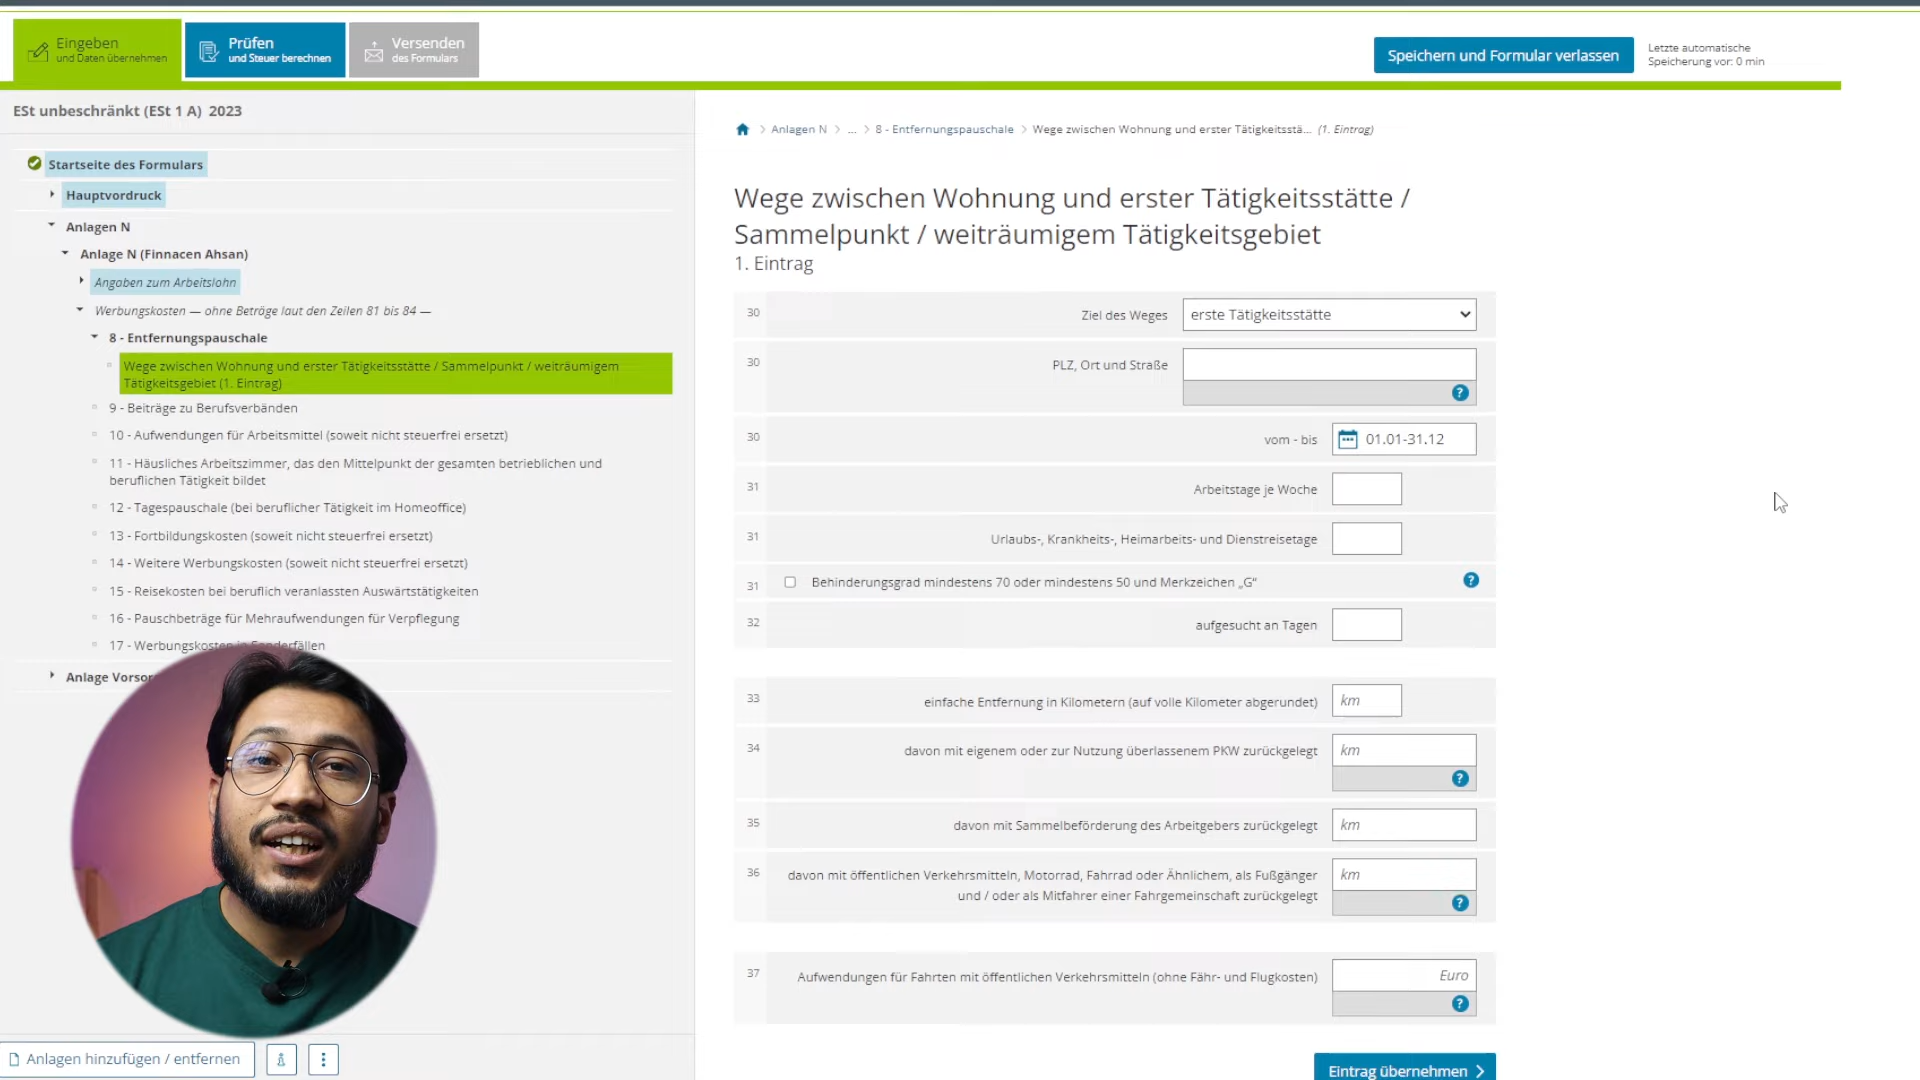 Eingeben
und Daten übernehmen
Prüfen
und Steuer berechnen
Versenden
des Formulars
Speichern und Formular verlassen
Letzte automatische
Speicherung vor: 0 min
ESt unbeschränkt (ESt 1 A) 2023
Startseite des Formulars
Hauptvordruck
Anlagen N
Anlage N (Finnacen Ahsan)
Angaben zum Arbeitslohn
Werbungskosten — ohne Beträge laut den Zeilen 81 bis 84 —
8 - Entfernungspauschale
Wege zwischen Wohnung und erster Tätigkeitsstätte / Sammelpunkt / weiträumigem
Tätigkeitsgebiet (1. Eintrag)
9 - Beiträge zu Berufsverbänden
10 - Aufwendungen für Arbeitsmittel (soweit nicht steuerfrei ersetzt)
11 - Häusliches Arbeitszimmer, das den Mittelpunkt der gesamten betrieblichen und
beruflichen Tätigkeit bildet
12 - Tagespauschale (bei beruflicher Tätigkeit im Homeoffice)
13 - Fortbildungskosten (soweit nicht steuerfrei ersetzt)
14 - Weitere Werbungskosten (soweit nicht steuerfrei ersetzt)
15 - Reisekosten bei beruflich veranlassten Auswärtstätigkeiten
16 - Pauschbeträge für Mehraufwendungen für Verpflegung
17 - Werbungskosten in Sonderfällen
Anlage Vorsor
Anlagen hinzufügen / entfernen
Anlagen N > ... > 8 - Entfernungspauschale > Wege zwischen Wohnung und erster Tätigkeitsstä... (1. Eintrag)
Wege zwischen Wohnung und erster Tätigkeitsstätte /
Sammelpunkt / weiträumigem Tätigkeitsgebiet
1. Eintrag
30 Ziel des Weges erste Tätigkeitsstätte
30 PLZ, Ort und Straße
?
30 vom - bis 01.01-31.12
31 Arbeitstage je Woche
31 Urlaubs-, Krankheits-, Heimarbeits- und Dienstreisetage
31 Behinderungsgrad mindestens 70 oder mindestens 50 und Merkzeichen „G“ ?
32 aufgesucht an Tagen
33 einfache Entfernung in Kilometern (auf volle Kilometer abgerundet) km
34 davon mit eigenem oder zur Nutzung überlassenem PKW zurückgelegt km
?
35 davon mit Sammelbeförderung des Arbeitgebers zurückgelegt km
36 davon mit öffentlichen Verkehrsmitteln, Motorrad, Fahrrad oder Ähnlichem, als Fußgänger km
und / oder als Mitfahrer einer Fahrgemeinschaft zurückgelegt ?
37 Aufwendungen für Fahrten mit öffentlichen Verkehrsmitteln (ohne Fähr- und Flugkosten) Euro
?
Eintrag übernehmen